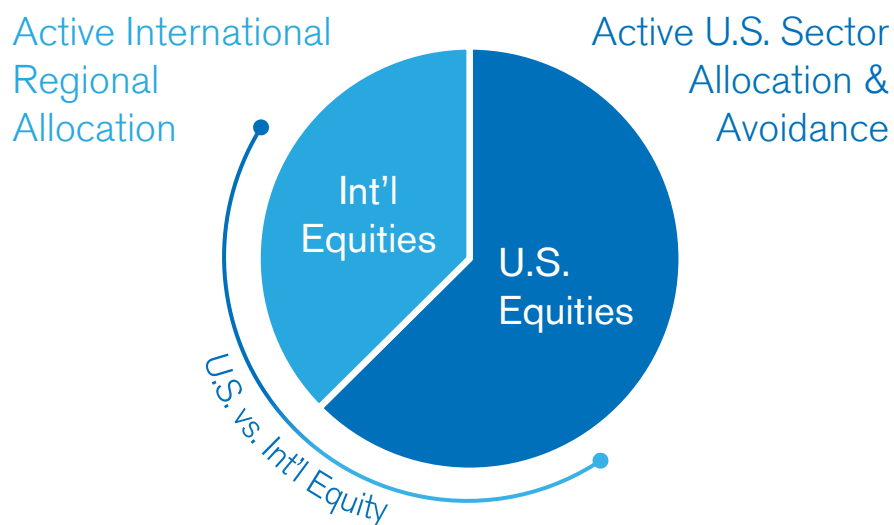 Active International
Regional
Allocation
Active U.S. Sector
Allocation &
Avoidance
Int'l
Equities
U.S.
Equities
U.S. vs. Int'l Equity